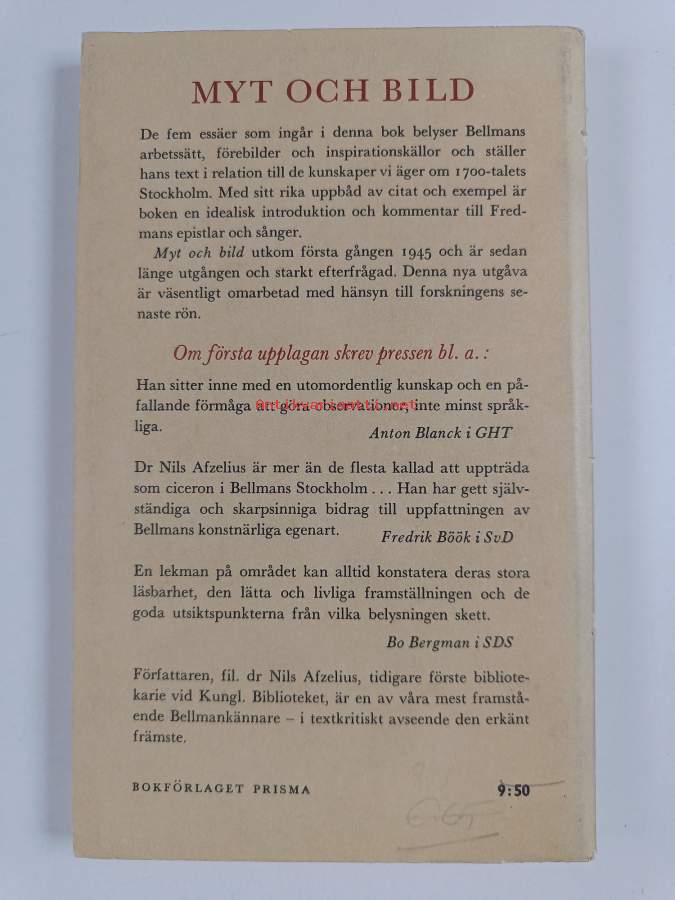 MYT OCH BILD
De fem essäer som ingår i denna bok belyser Bellmans
arbetssätt, förebilder och inspirationskällor och ställer
hans text i relation till de kunskaper vi äger om 1700-talets
Stockholm. Med sitt rika uppbåd av citat och exempel är
boken en idealisk introduktion och kommentar till Fred-
mans epistlar och sånger.
Myt och bild utkom första gången 1945 och är sedan
länge utgången och starkt efterfrågad. Denna nya utgåva
är väsentligt omarbetad med hänsyn till forskningens se-
naste rön.
Om första upplagan skrev pressen bl. a. :
Han sitter inne med en utomordentlig kunskap och en på-
fallande förmåga att göra observationer, inte minst språk-
liga.
Anton Blanck i GHT
Dr Nils Afzelius är mer än de flesta kallad att uppträda
som ciceron i Bellmans Stockholm ... Han har gett själv-
ständiga och skarpsinniga bidrag till uppfattningen av
Bellmans konstnärliga egenart.
Fredrik Böök i SvD
En lekman på området kan alltid konstatera deras stora
läsbarhet, den lätta och livliga framställningen och de
goda utsiktspunkterna från vilka belysningen skett.
Bo Bergman i SDS
Författaren, fil. dr Nils Afzelius, tidigare förste bibliote-
karie vid Kungl. Biblioteket, är en av våra mest framstå-
ende Bellmankännare – i textkritiskt avseende den erkänt
främste.
BOKFÖRLAGET PRISMA
9:50